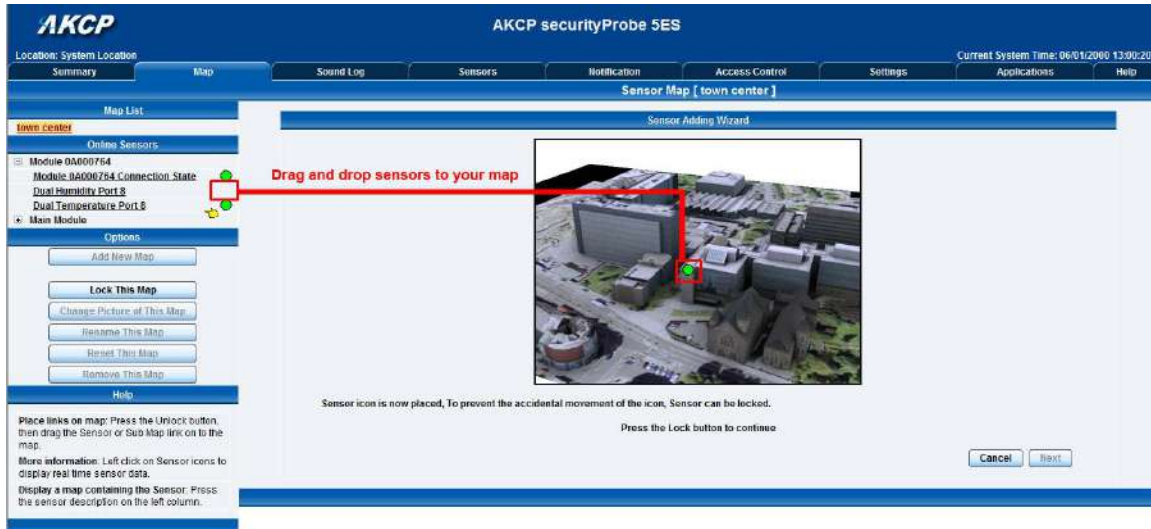 AKCP
AKCP securityProbe 5ES
Location: System Location
Current System Time: 06/01/2000 13:00:20
Summary Map Sound Log Sensors Notification Access Control Settings Applications Help
Sensor Map [ town center ]
Map List
town center
Online Sensors
Module 0A000764
Module 0A000764 Connection State
Dual Humidity Port 8
Dual Temperature Port 8
Main Module
Options
Add New Map
Lock This Map
Change Picture of This Map
Rename This Map
Reset This Map
Remove This Map
Help
Place links on map: Press the Unlock button,
then drag the Sensor or Sub Map link on to the
map.
More information: Left click on Sensor icons to
display real time sensor data.
Display a map containing the Sensor: Press
the sensor description on the left column.
Sensor Adding Wizard
Drag and drop sensors to your map
Sensor icon is now placed, To prevent the accidental movement of the icon, Sensor can be locked.
Press the Lock button to continue
Cancel Next